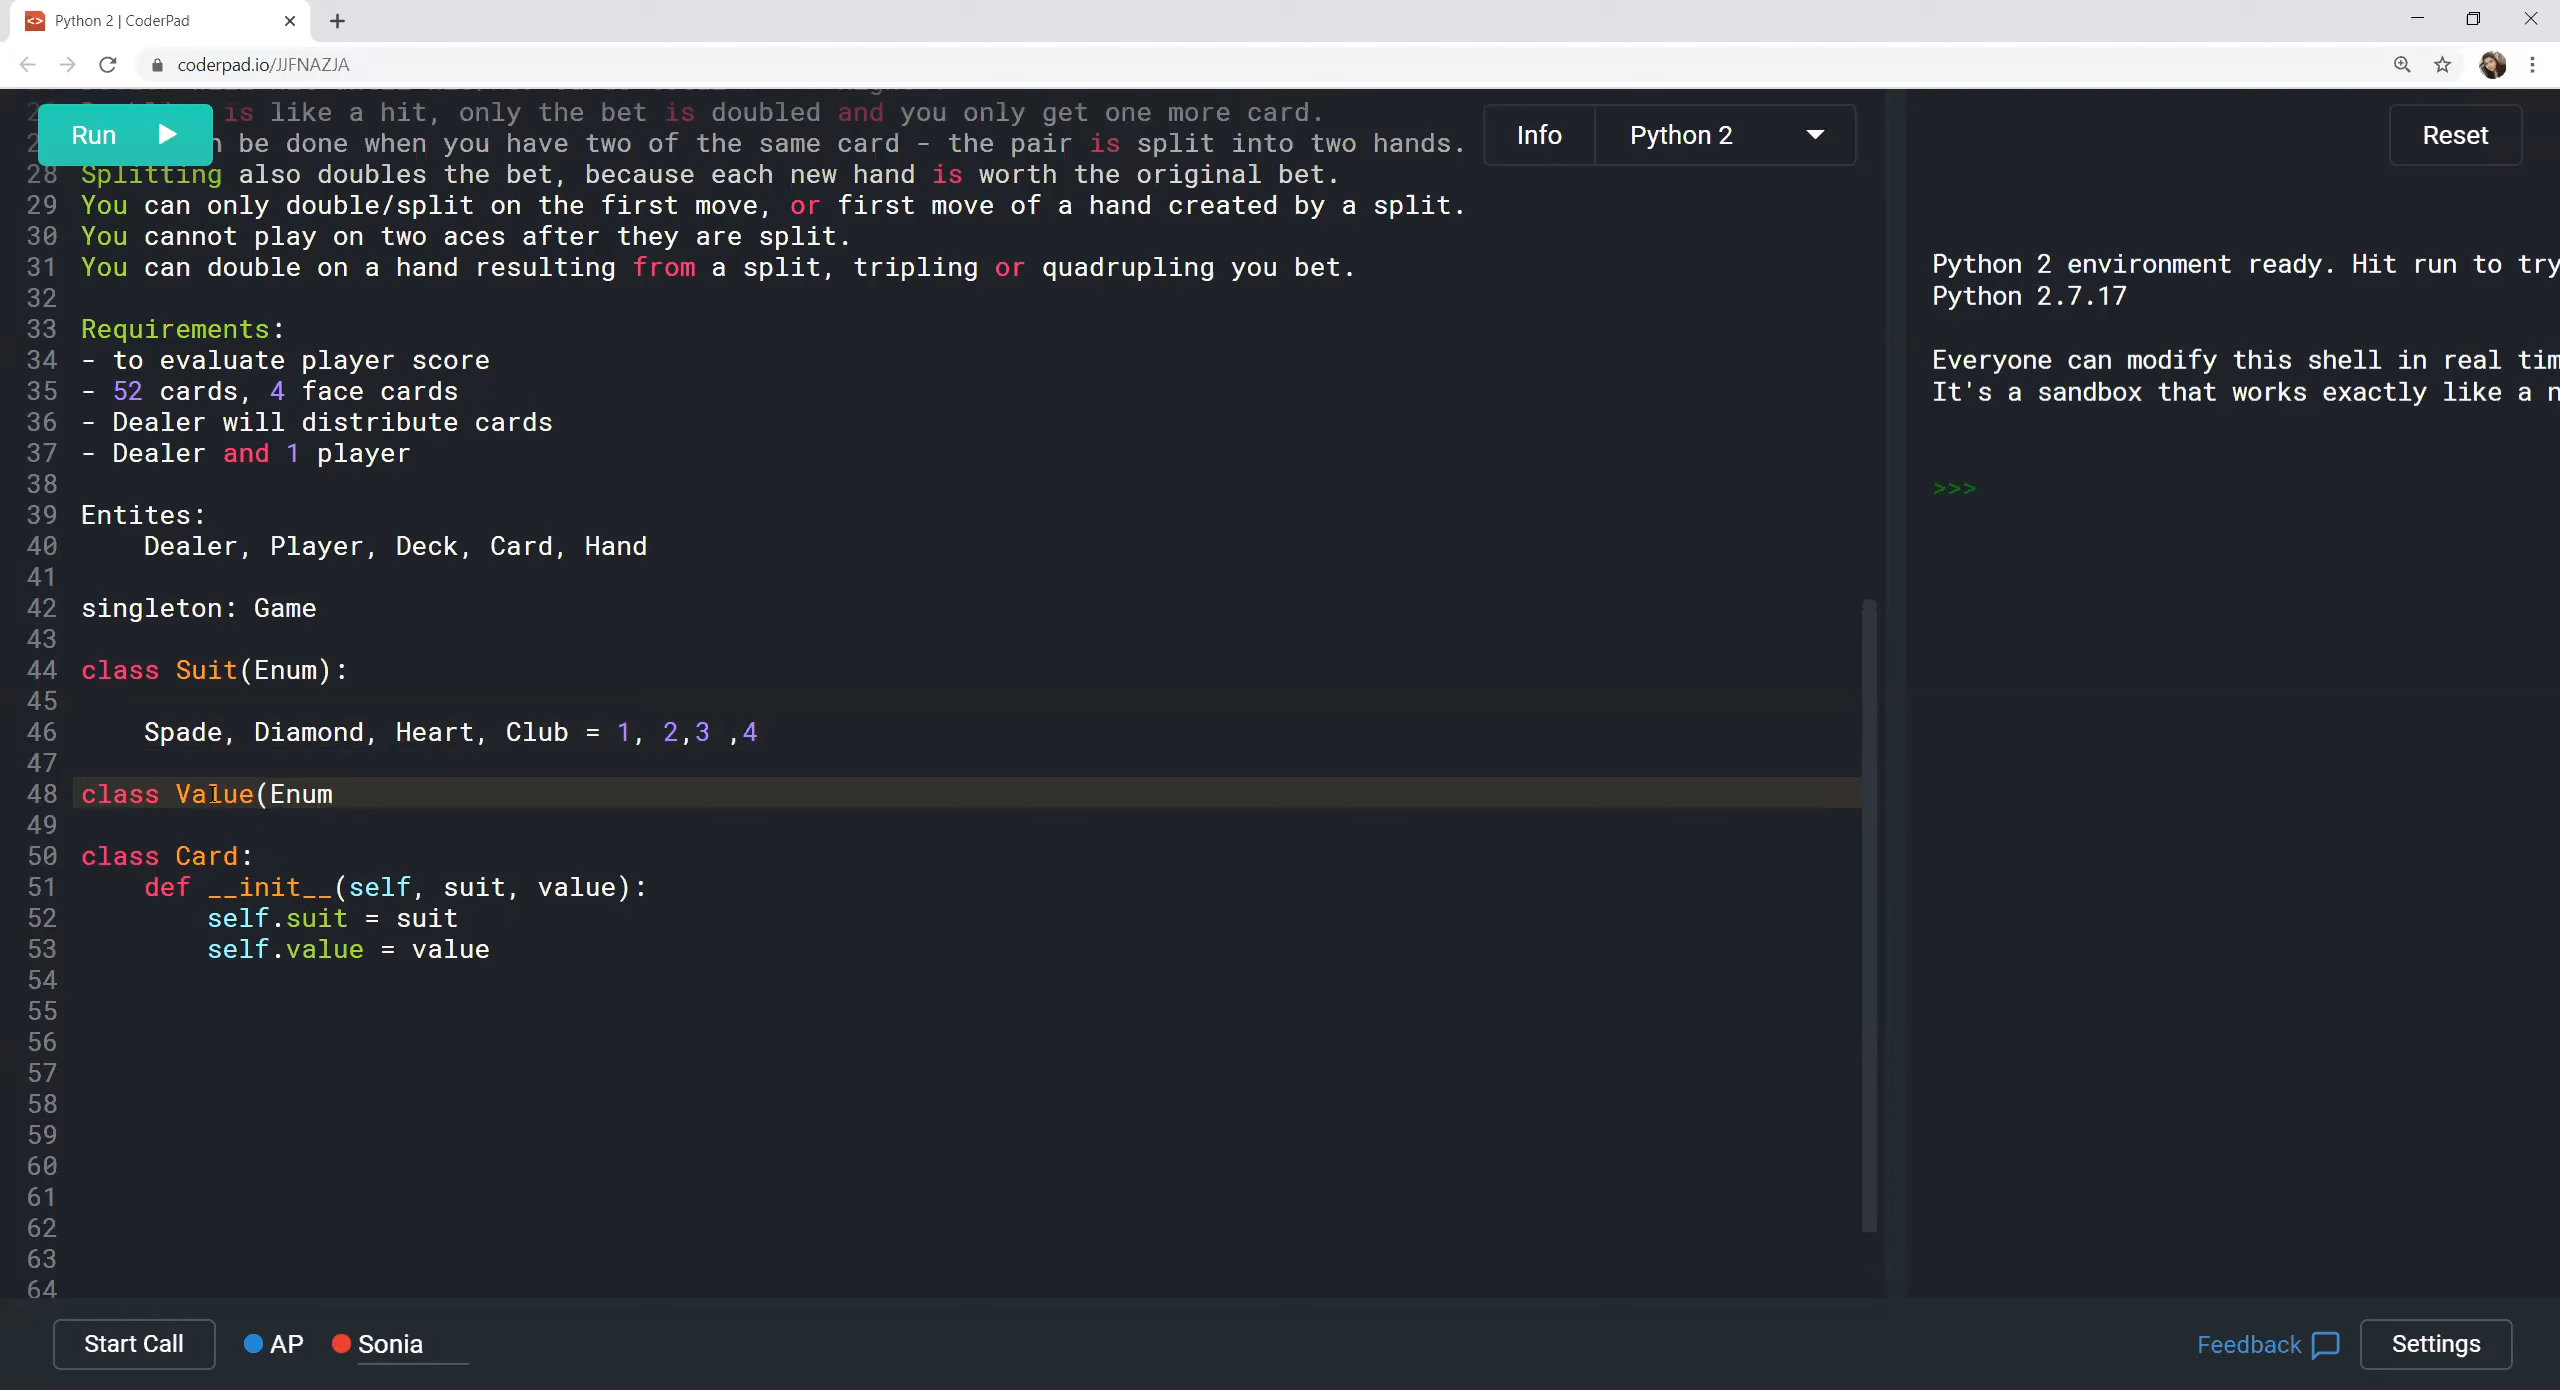 Python 2 | CoderPad
coderpad.io/JJFNAZJA
Run
is like a hit, only the bet is doubled and you only get one more card.
be done when you have two of the same card - the pair is split into two hands.
28 Splitting also doubles the bet, because each new hand is worth the original bet.
29 You can only double/split on the first move, or first move of a hand created by a split.
30 You cannot play on two aces after they are split.
31 You can double on a hand resulting from a split, tripling or quadrupling you bet.
32
33 Requirements:
34 - to evaluate player score
35 - 52 cards, 4 face cards
36 - Dealer will distribute cards
37 - Dealer and 1 player
38
39 Entites:
40 Dealer, Player, Deck, Card, Hand
41
42 singleton: Game
43
44 class Suit(Enum):
45
46 Spade, Diamond, Heart, Club = 1, 2,3 ,4
47
48 class Value(Enum
49
50 class Card:
51 def __init__(self, suit, value):
52 self.suit = suit
53 self.value = value
54
55
56
57
58
59
60
61
62
63
64
Info
Python 2
Reset
Python 2 environment ready. Hit run to try
Python 2.7.17
Everyone can modify this shell in real tim
It's a sandbox that works exactly like a n
>>>
Start Call
AP
Sonia
Feedback
Settings